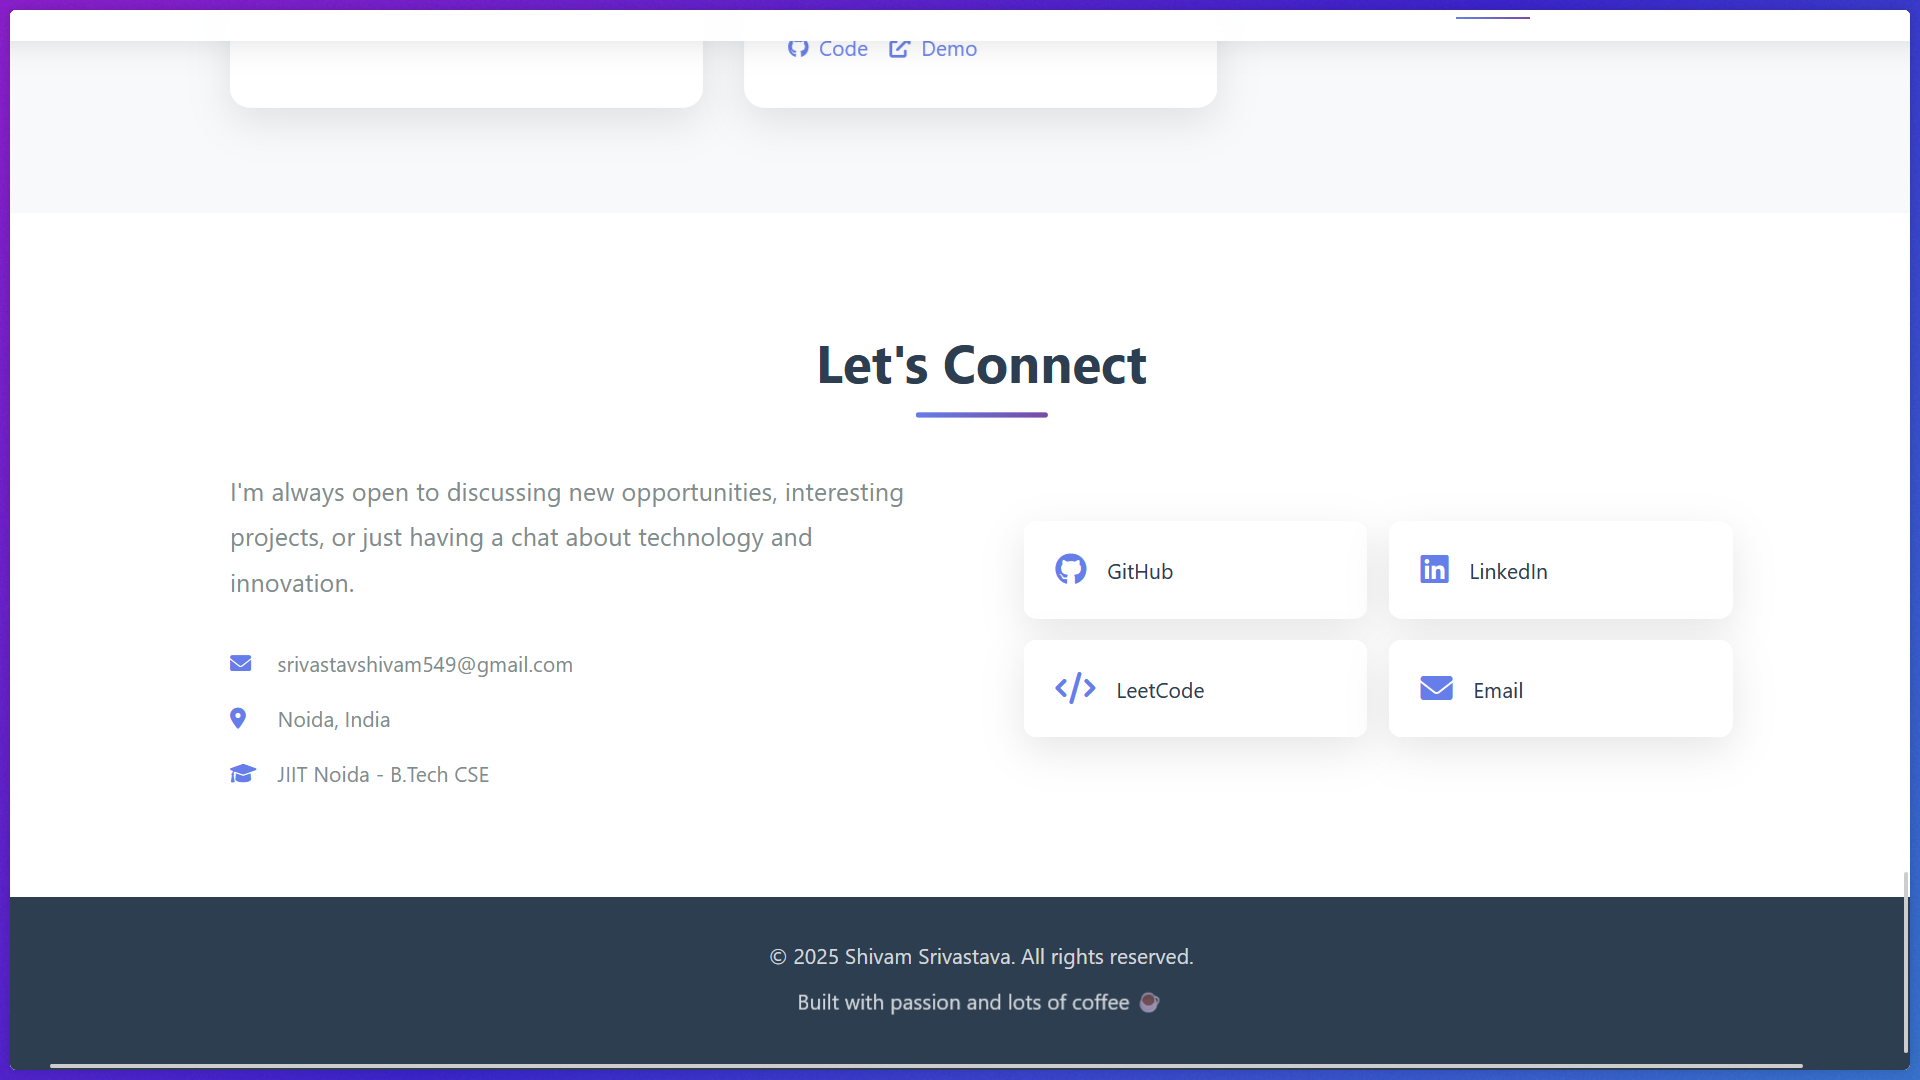 Code Demo
Let's Connect
I'm always open to discussing new opportunities, interesting
projects, or just having a chat about technology and
innovation.
srivastavshivam549@gmail.com
Noida, India
JIIT Noida - B.Tech CSE
GitHub
LinkedIn
LeetCode
Email
© 2025 Shivam Srivastava. All rights reserved.
Built with passion and lots of coffee